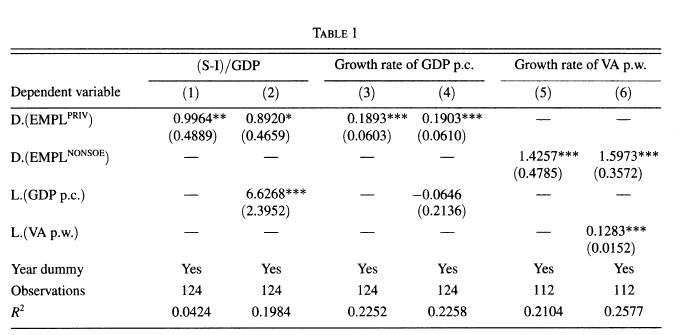 TABLE 1
(S-I)/GDP Growth rate of GDP p.c. Growth rate of VA p.w.
Dependent variable (1) (2) (3) (4) (5) (6)
D.(EMPL^PRIV) 0.9964** 0.8920* 0.1893*** 0.1903*** — —
(0.4889) (0.4659) (0.0603) (0.0610)
D.(EMPL^NONSOE) — — — — 1.4257*** 1.5973***
(0.4785) (0.3572)
L.(GDP p.c.) — 6.6268*** — −0.0646 — —
(2.3952) (0.2136)
L.(VA p.w.) — — — — — 0.1283***
(0.0152)
Year dummy Yes Yes Yes Yes Yes Yes
Observations 124 124 124 124 112 112
R² 0.0424 0.1984 0.2252 0.2258 0.2104 0.2577